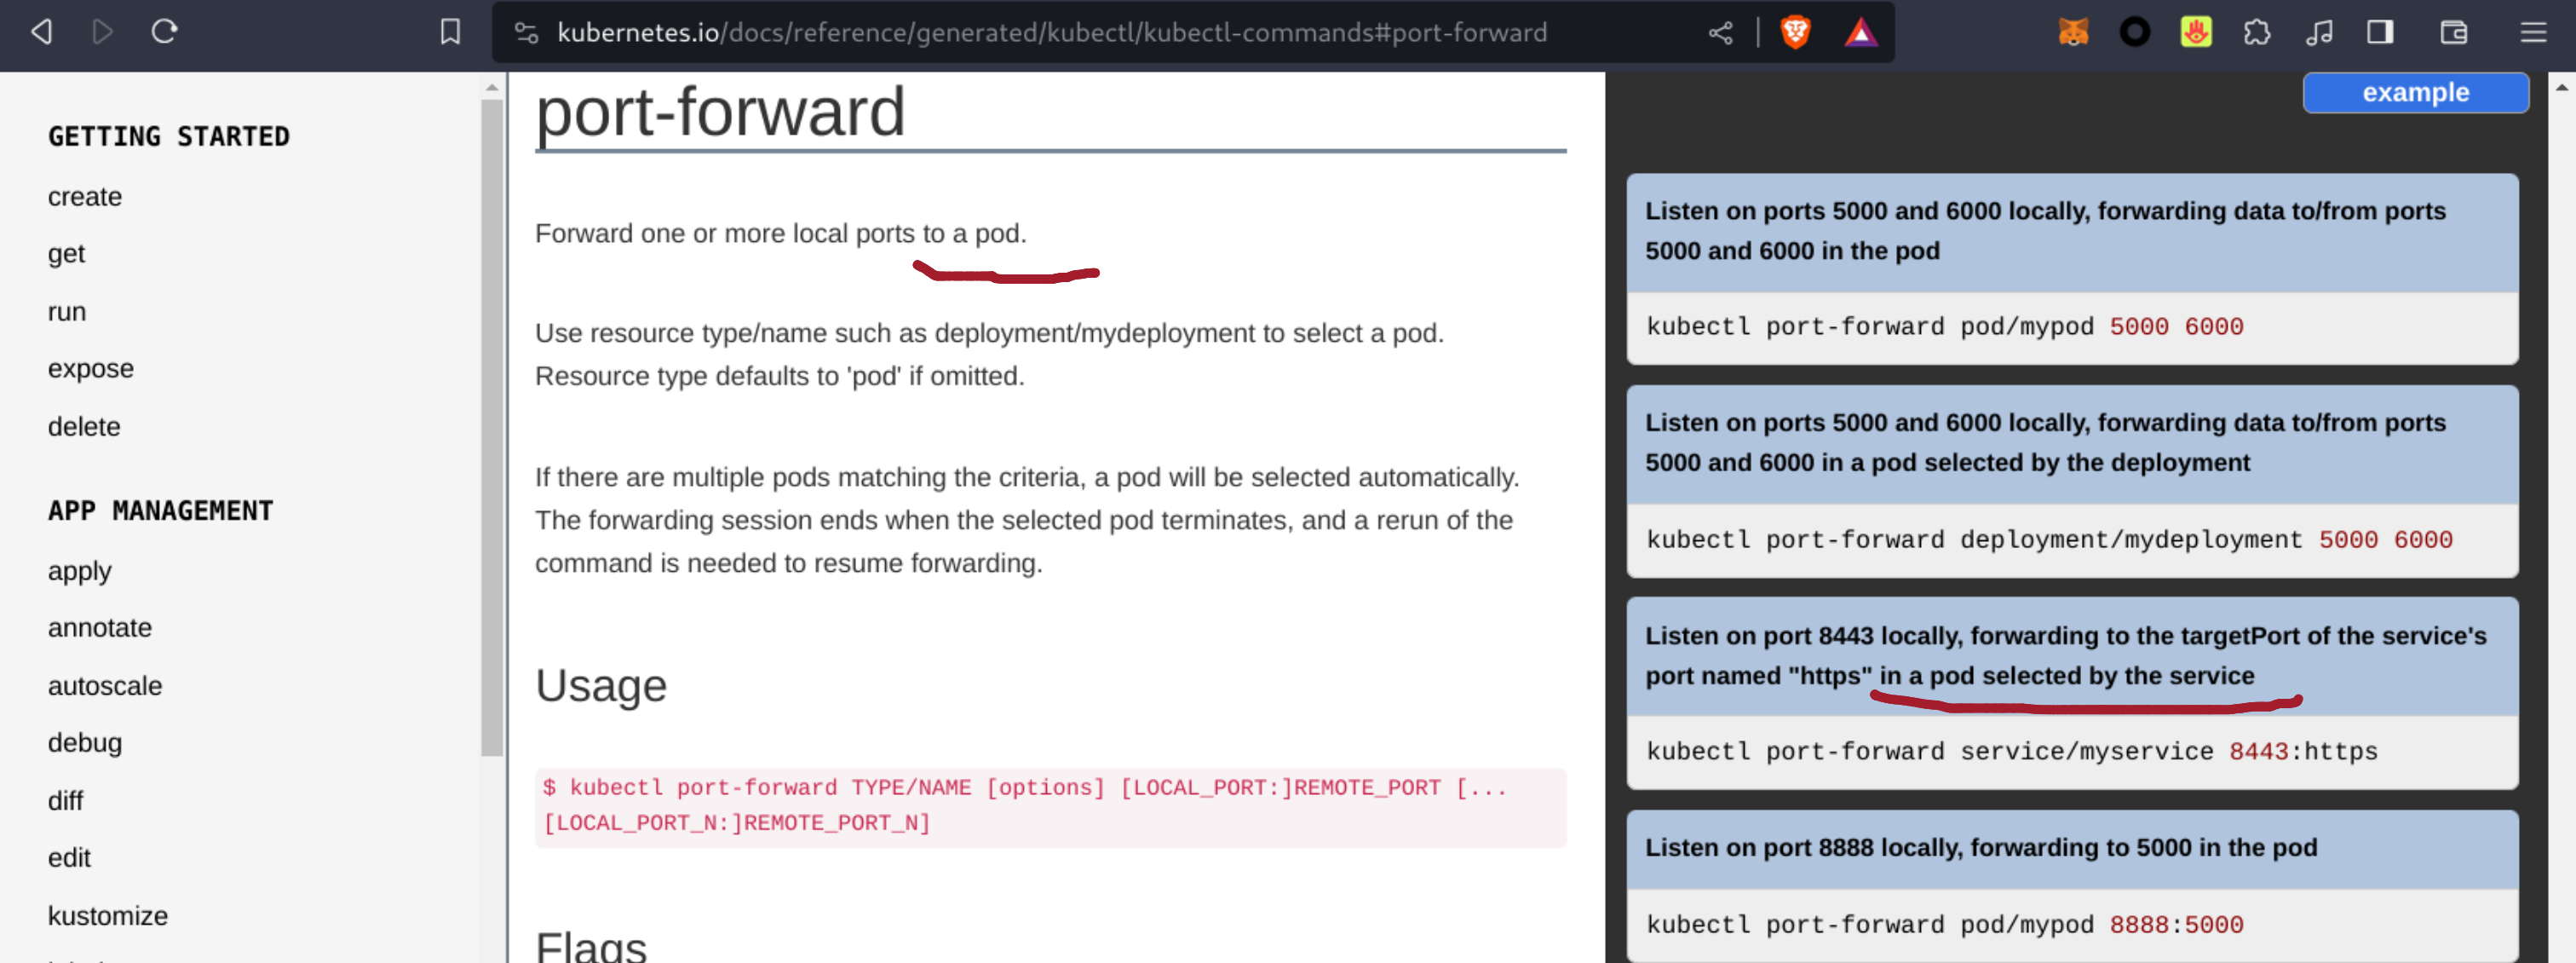 kubernetes.io/docs/reference/generated/kubectl/kubectl-commands#port-forward
GETTING STARTED
create
get
run
expose
delete
APP MANAGEMENT
apply
annotate
autoscale
debug
diff
edit
kustomize
port-forward
Forward one or more local ports to a pod.
Use resource type/name such as deployment/mydeployment to select a pod.
Resource type defaults to 'pod' if omitted.
If there are multiple pods matching the criteria, a pod will be selected automatically.
The forwarding session ends when the selected pod terminates, and a rerun of the
command is needed to resume forwarding.
Usage
$ kubectl port-forward TYPE/NAME [options] [LOCAL_PORT:]REMOTE_PORT [...
[LOCAL_PORT_N:]REMOTE_PORT_N]
Flags
example
Listen on ports 5000 and 6000 locally, forwarding data to/from ports
5000 and 6000 in the pod
kubectl port-forward pod/mypod 5000 6000
Listen on ports 5000 and 6000 locally, forwarding data to/from ports
5000 and 6000 in a pod selected by the deployment
kubectl port-forward deployment/mydeployment 5000 6000
Listen on port 8443 locally, forwarding to the targetPort of the service's
port named "https" in a pod selected by the service
kubectl port-forward service/myservice 8443:https
Listen on port 8888 locally, forwarding to 5000 in the pod
kubectl port-forward pod/mypod 8888:5000